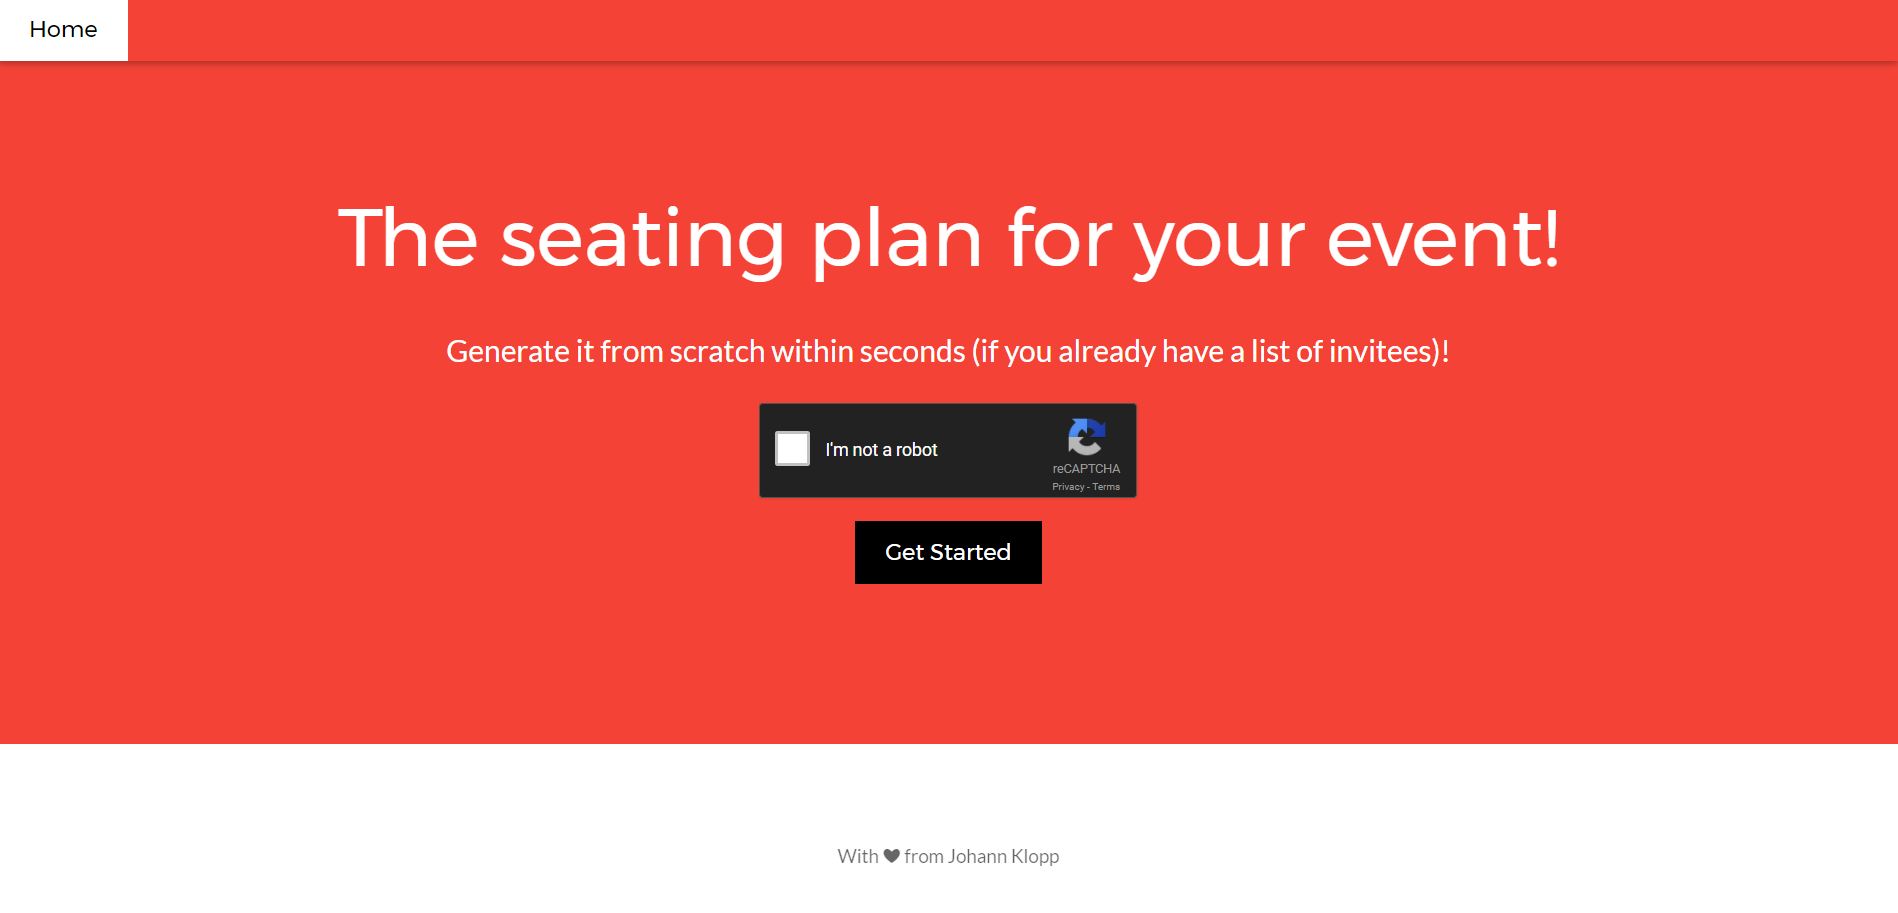 Home
The seating plan for your event!
Generate it from scratch within seconds (if you already have a list of invitees)!
I'm not a robot
reCAPTCHA
Privacy - Terms
Get Started
With ♥ from Johann Klopp